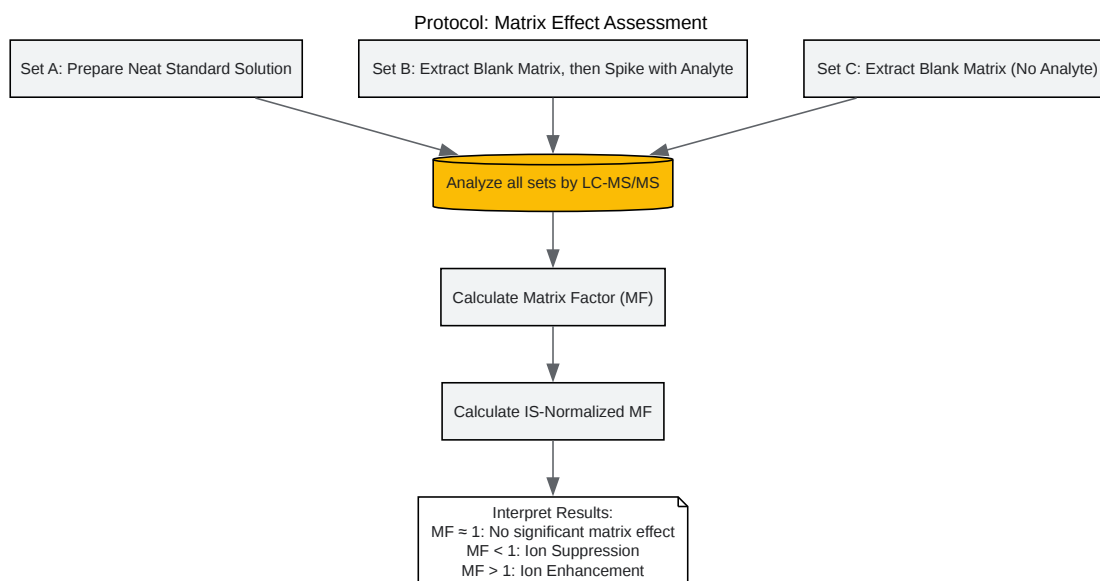 Protocol: Matrix Effect Assessment
Set A: Prepare Neat Standard Solution
Set B: Extract Blank Matrix, then Spike with Analyte
Set C: Extract Blank Matrix (No Analyte)
Analyze all sets by LC-MS/MS
Calculate Matrix Factor (MF)
Calculate IS-Normalized MF
Interpret Results:
MF ≈ 1: No significant matrix effect
MF < 1: Ion Suppression
MF > 1: Ion Enhancement